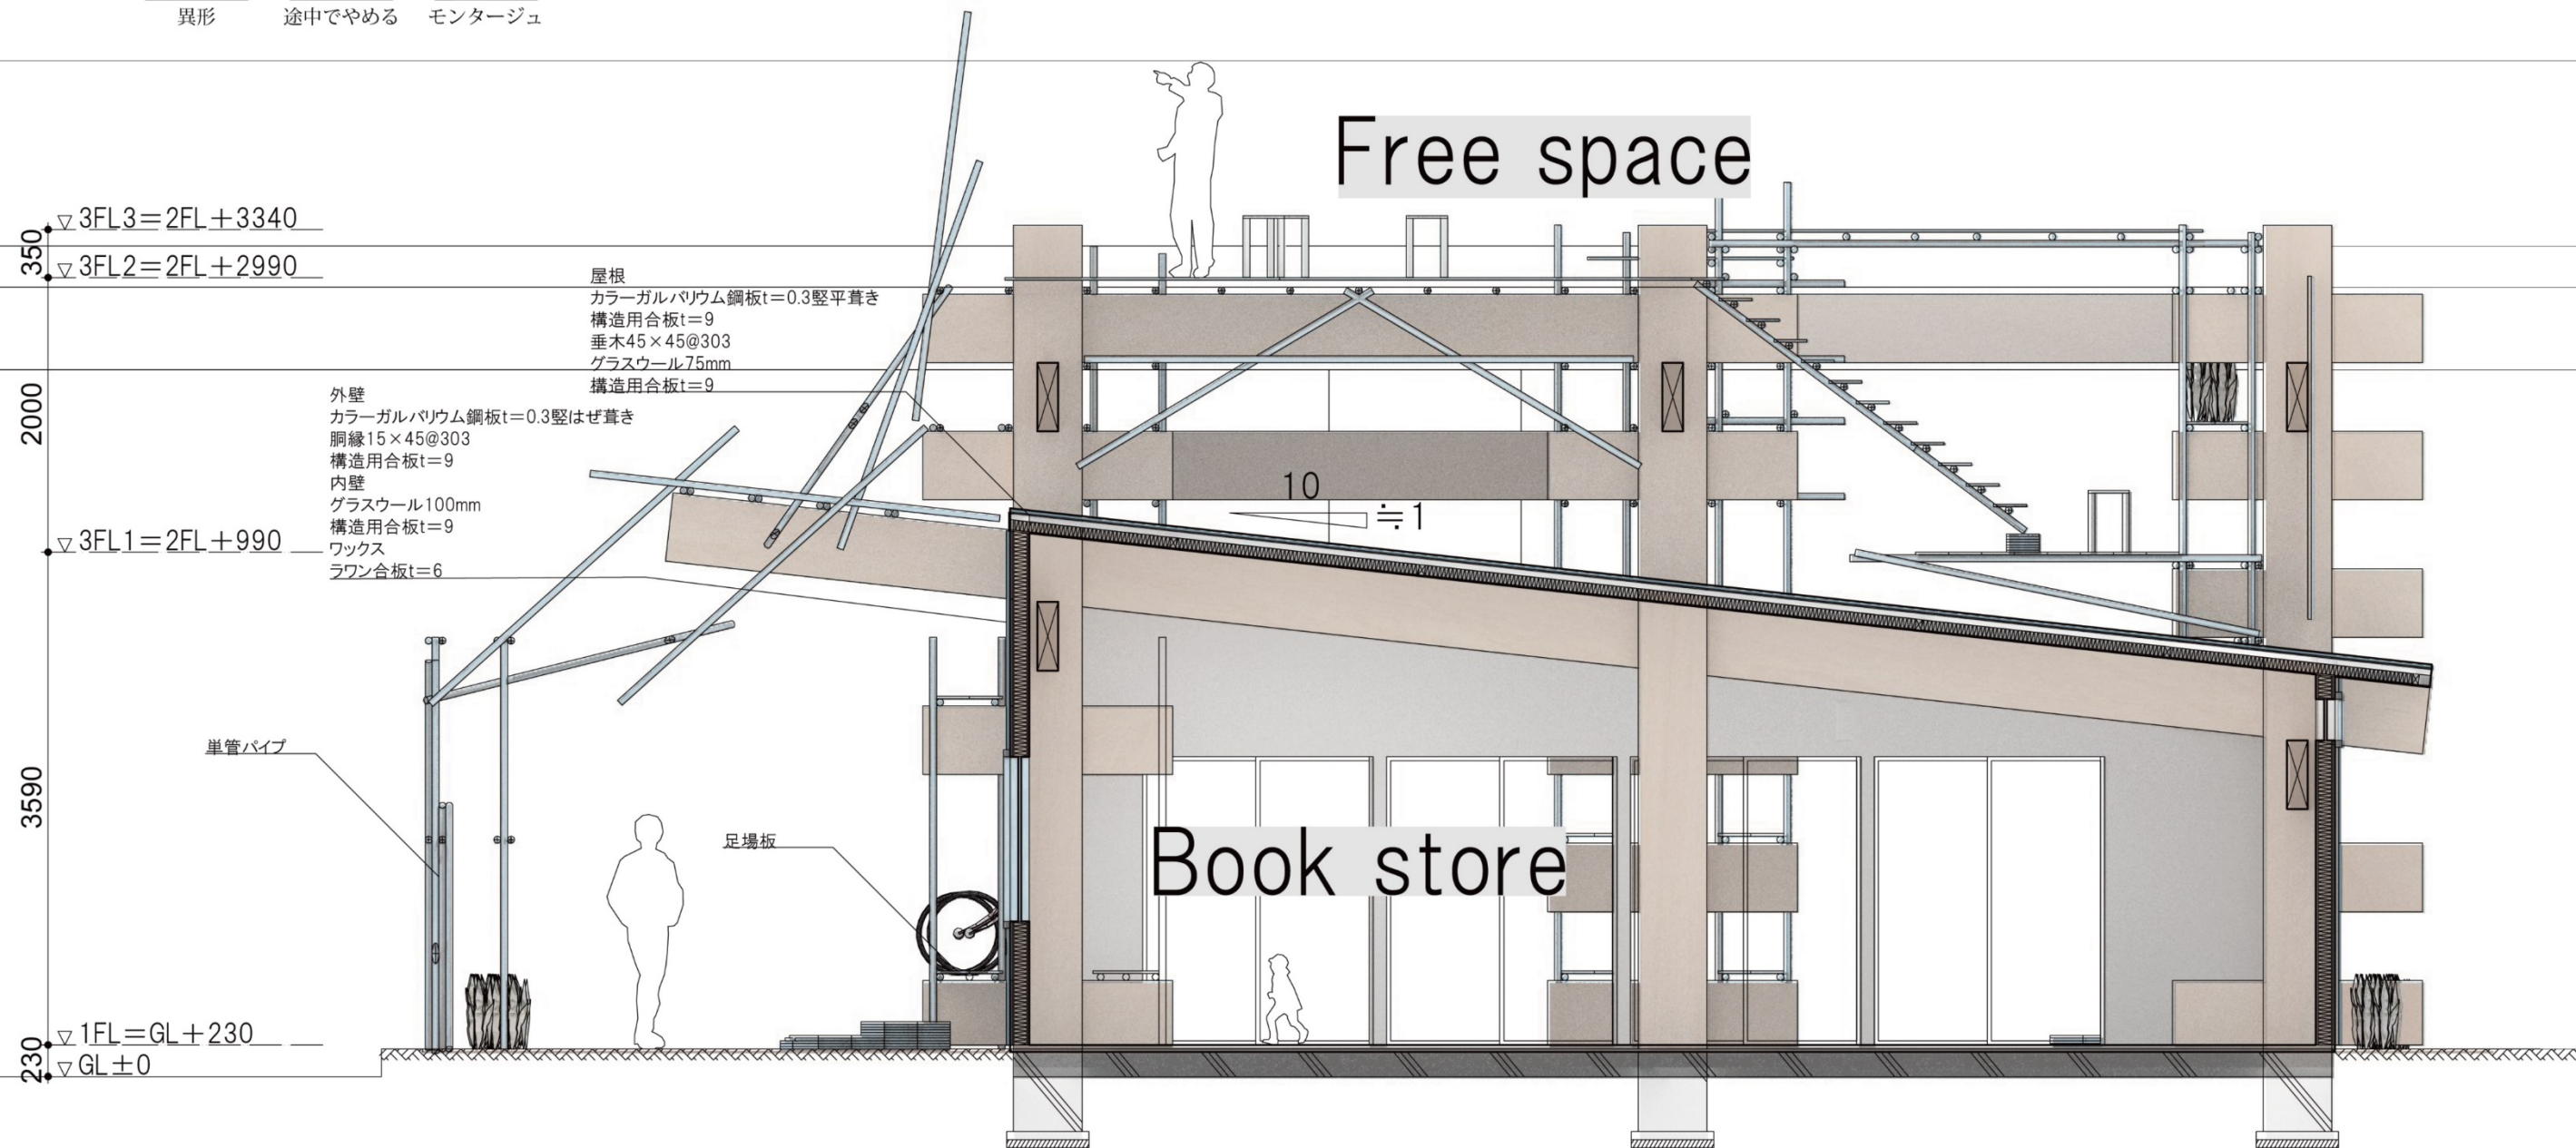 異形 途中でやめる モンタージュ
Free space
▽3FL3=2FL+3340
350
▽3FL2=2FL+2990
屋根
カラーガルバリウム鋼板t=0.3竪平葺き
構造用合板t=9
垂木45×45@303
グラスウール75mm
構造用合板t=9
2000
外壁
カラーガルバリウム鋼板t=0.3竪はぜ葺き
胴縁15×45@303
構造用合板t=9
内壁
グラスウール100mm
構造用合板t=9
ワックス
ラワン合板t=6
10
≒1
▽3FL1=2FL+990
単管パイプ
3590
足場板
Book store
▽1FL=GL+230
230
▽GL±0